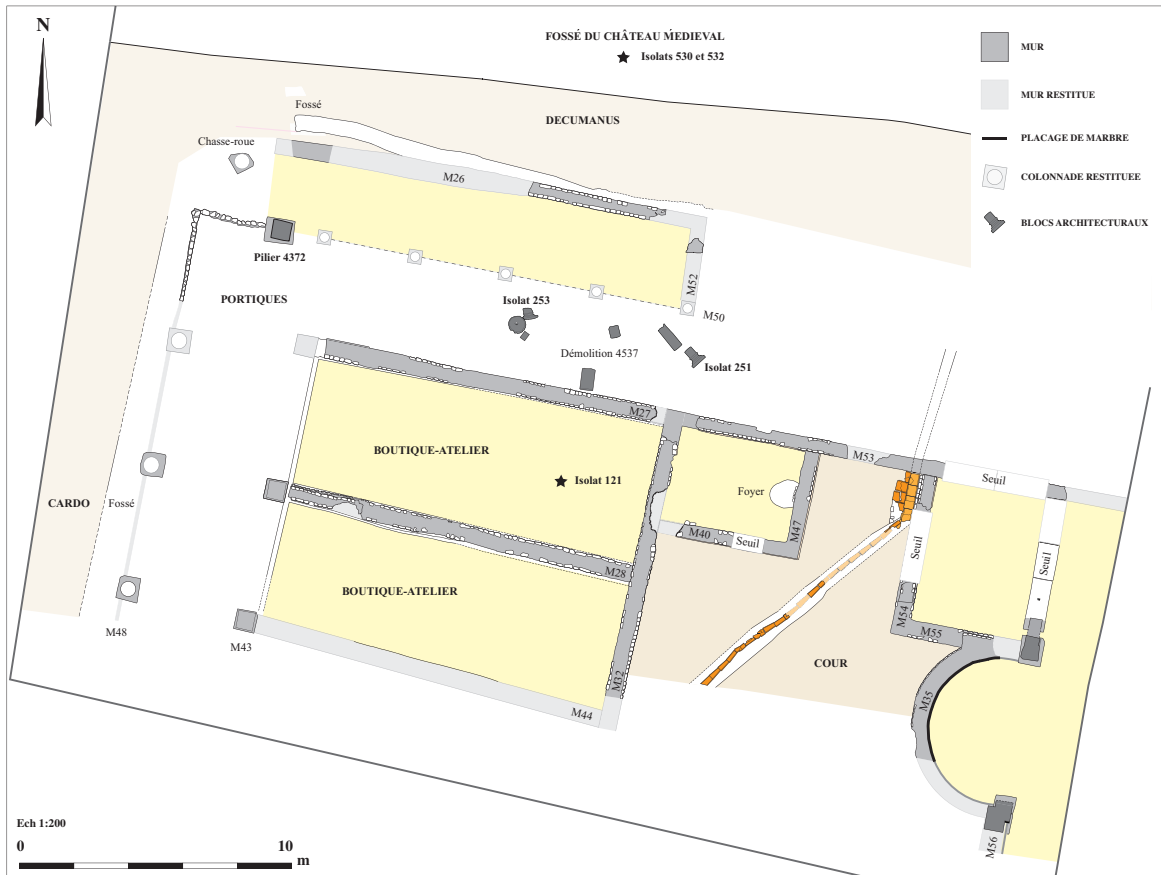 N
FOSSÉ DU CHÂTEAU MEDIEVAL
Isolats 530 et 532
MUR
MUR RESTITUE
PLACAGE DE MARBRE
COLONNADE RESTITUEE
BLOCS ARCHITECTURAUX
Fossé
DECUMANUS
Chasse-roue
M26
Pilier 4372
M52
PORTIQUES
Isolat 253
M50
Démolition 4537
Isolat 251
M27
BOUTIQUE-ATELIER
M53
Isolat 121
Foyer
Seuil
CARDO
Fossé
M40
Seuil
M47
Seuil
Seuil
M28
BOUTIQUE-ATELIER
M54
M55
M48
M43
COUR
M32
M35
M44
Ech 1:200
0
10
m
M56